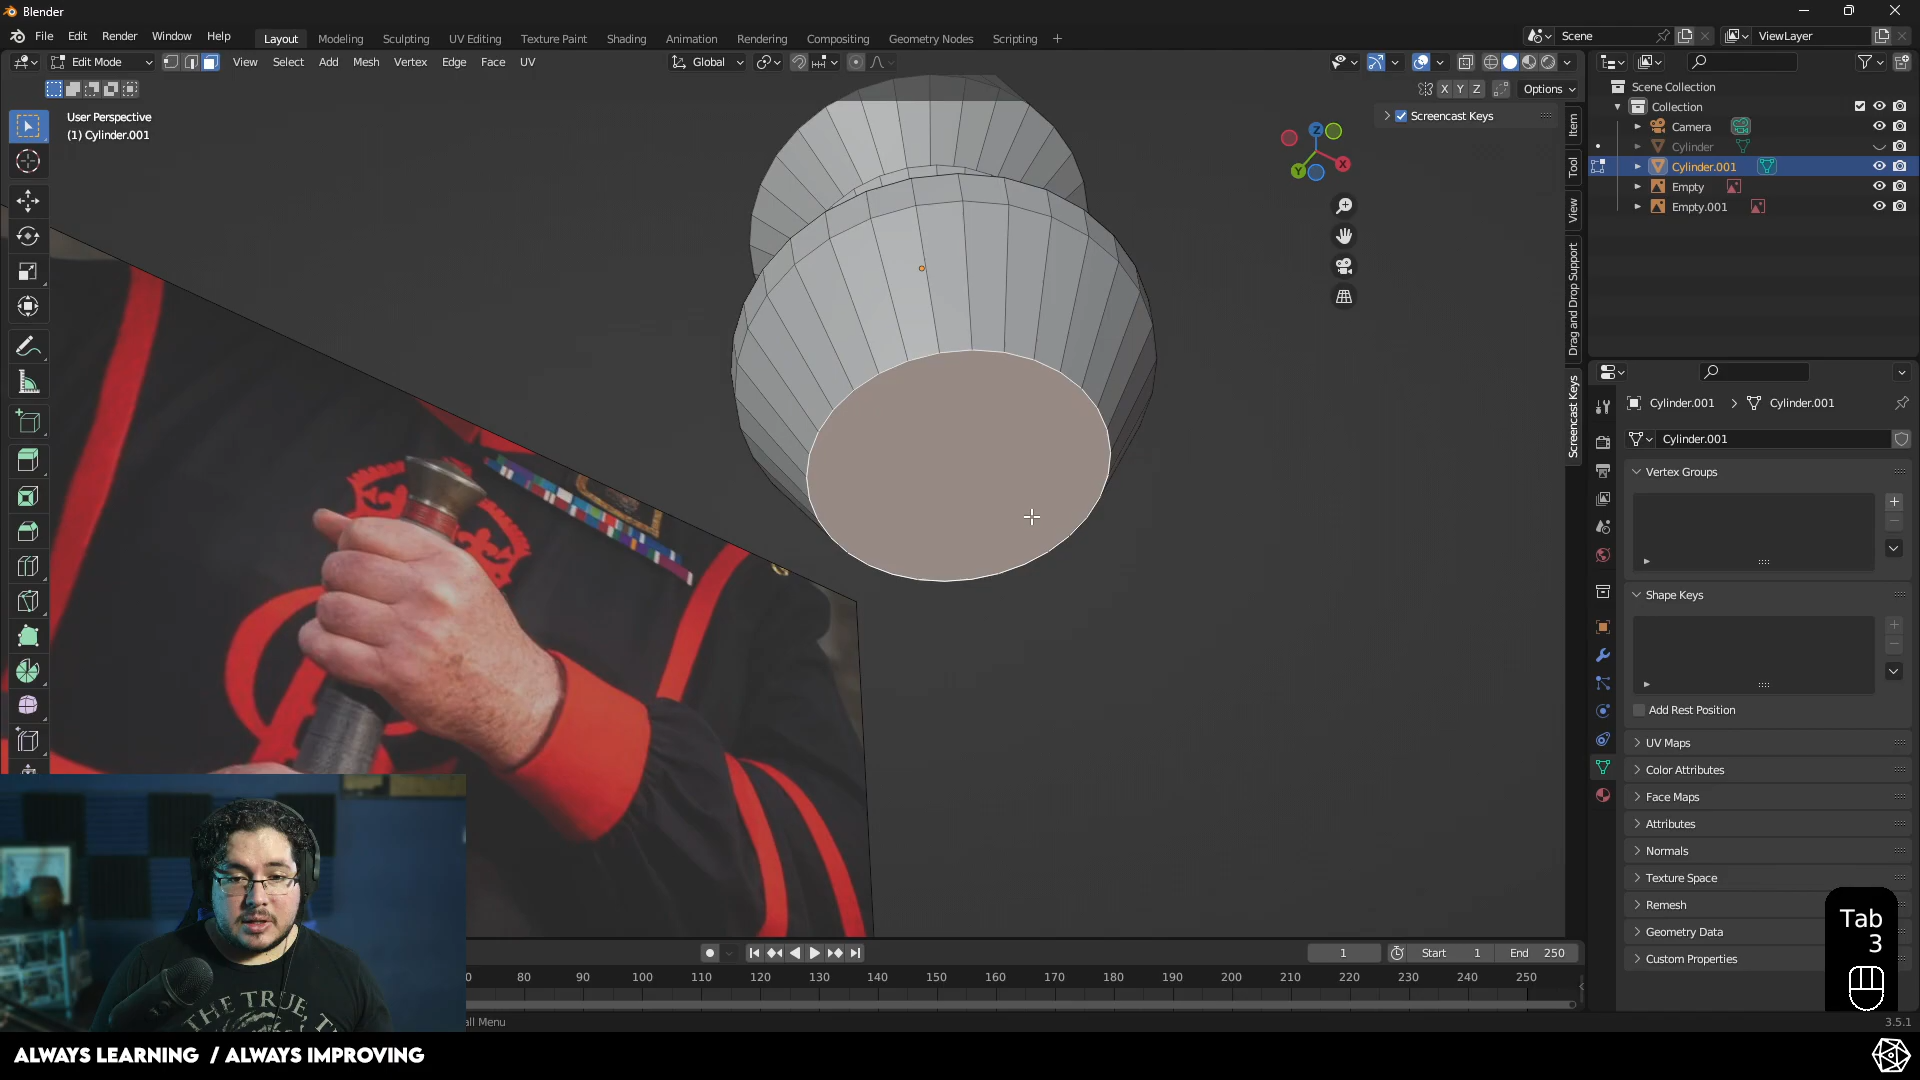 Blender
File Edit Render Window Help
Layout Modeling Sculpting UV Editing Texture Paint Shading Animation Rendering Compositing Geometry Nodes Scripting +
Scene
ViewLayer
Edit Mode
View Select Add Mesh Vertex Edge Face UV
Global
X Y Z
Options
User Perspective
(1) Cylinder.001
Screencast Keys
Z
X
Y
Item
Tool
View
Drag and Drop Support
Screencast Keys
Scene Collection
Collection
Camera
Cylinder
Cylinder.001
Empty
Empty.001
Cylinder.001 > Cylinder.001
Cylinder.001
Vertex Groups
Shape Keys
Add Rest Position
UV Maps
Color Attributes
Face Maps
Attributes
Normals
Texture Space
Remesh
Geometry Data
Custom Properties
Tab
3
1
Start 1
End 250
80 90 100 110 120 130 140 150 160 170 180 190 200 210 220 230 240 250
all Menu
3.5.1
THE TRUE, T
ALWAYS LEARNING / ALWAYS IMPROVING